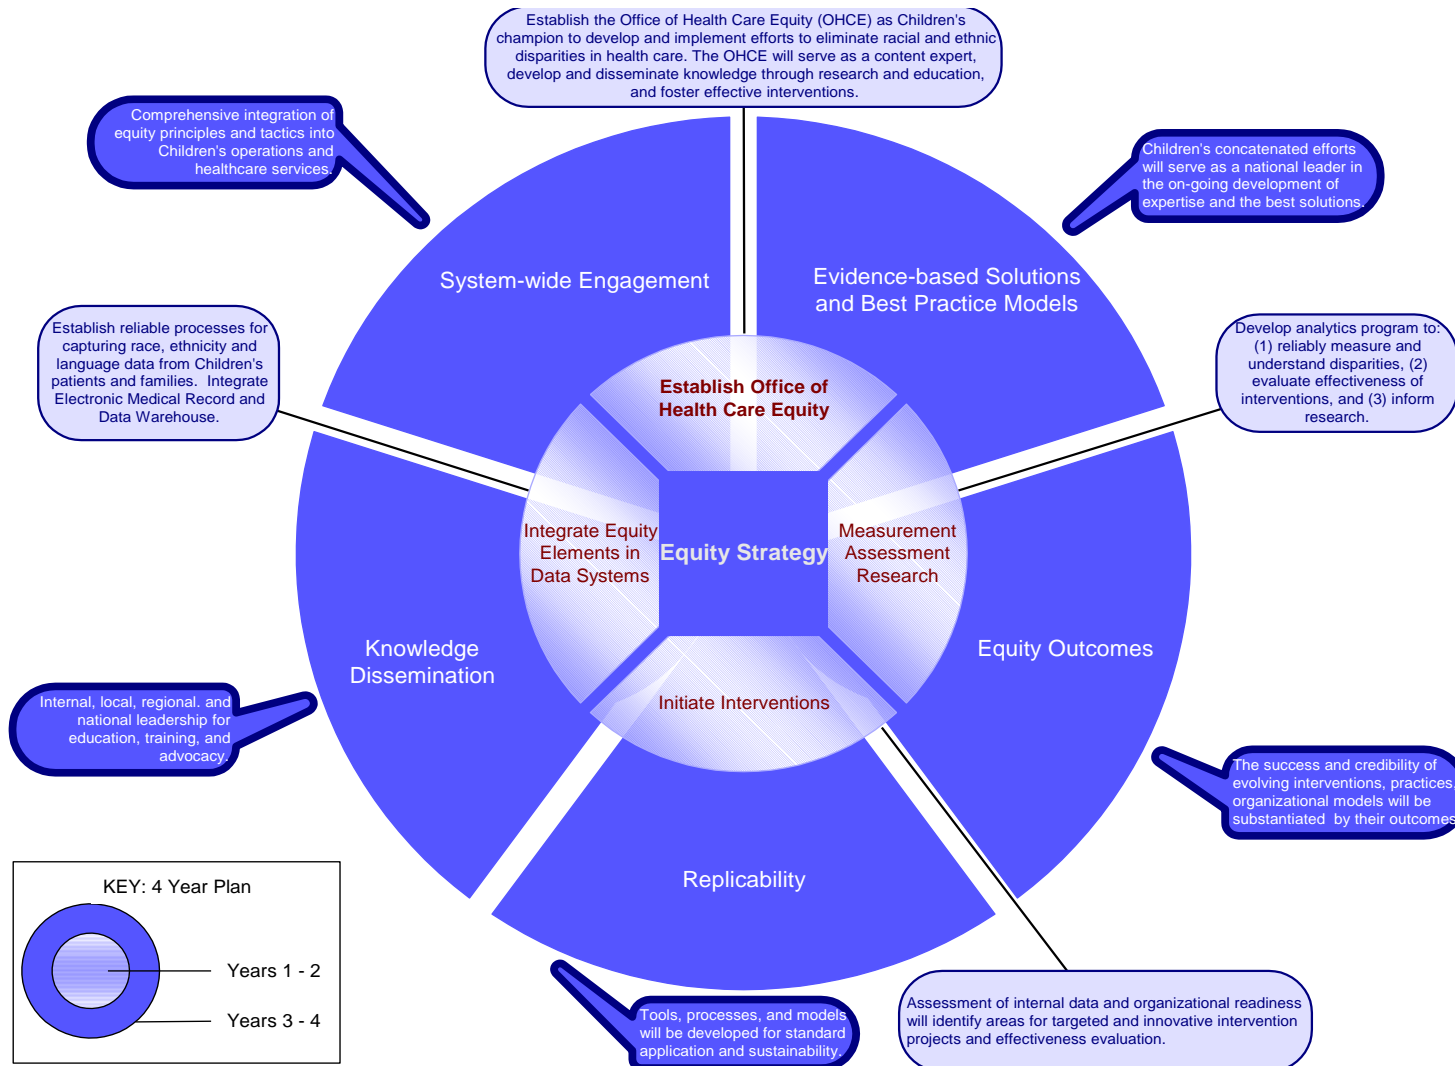 Establish the Office of Health Care Equity (OHCE) as Children's
champion to develop and implement efforts to eliminate racial and ethnic
disparities in health care. The OHCE will serve as a content expert,
develop and disseminate knowledge through research and education,
and foster effective interventions.
Comprehensive integration of
equity principles and tactics into
Children's operations and
healthcare services.
Children's concatenated efforts
will serve as a national leader in
the on-going development of
expertise and the best solutions.
System-wide Engagement
Evidence-based Solutions
and Best Practice Models
Establish reliable processes for
capturing race, ethnicity and
language data from Children's
patients and families. Integrate
Electronic Medical Record and
Data Warehouse.
Develop analytics program to:
(1) reliably measure and
understand disparities, (2)
evaluate effectiveness of
interventions, and (3) inform
research.
Establish Office of
Health Care Equity
Integrate Equity
Elements in
Data Systems
Equity Strategy
Measurement
Assessment
Research
Initiate Interventions
Knowledge
Dissemination
Equity Outcomes
Internal, local, regional. and
national leadership for
education, training, and
advocacy.
The success and credibility of
evolving interventions, practices,
organizational models will be
substantiated by their outcomes
Replicability
KEY: 4 Year Plan
Years 1 - 2
Years 3 - 4
Tools, processes, and models
will be developed for standard
application and sustainability.
Assessment of internal data and organizational readiness
will identify areas for targeted and innovative intervention
projects and effectiveness evaluation.